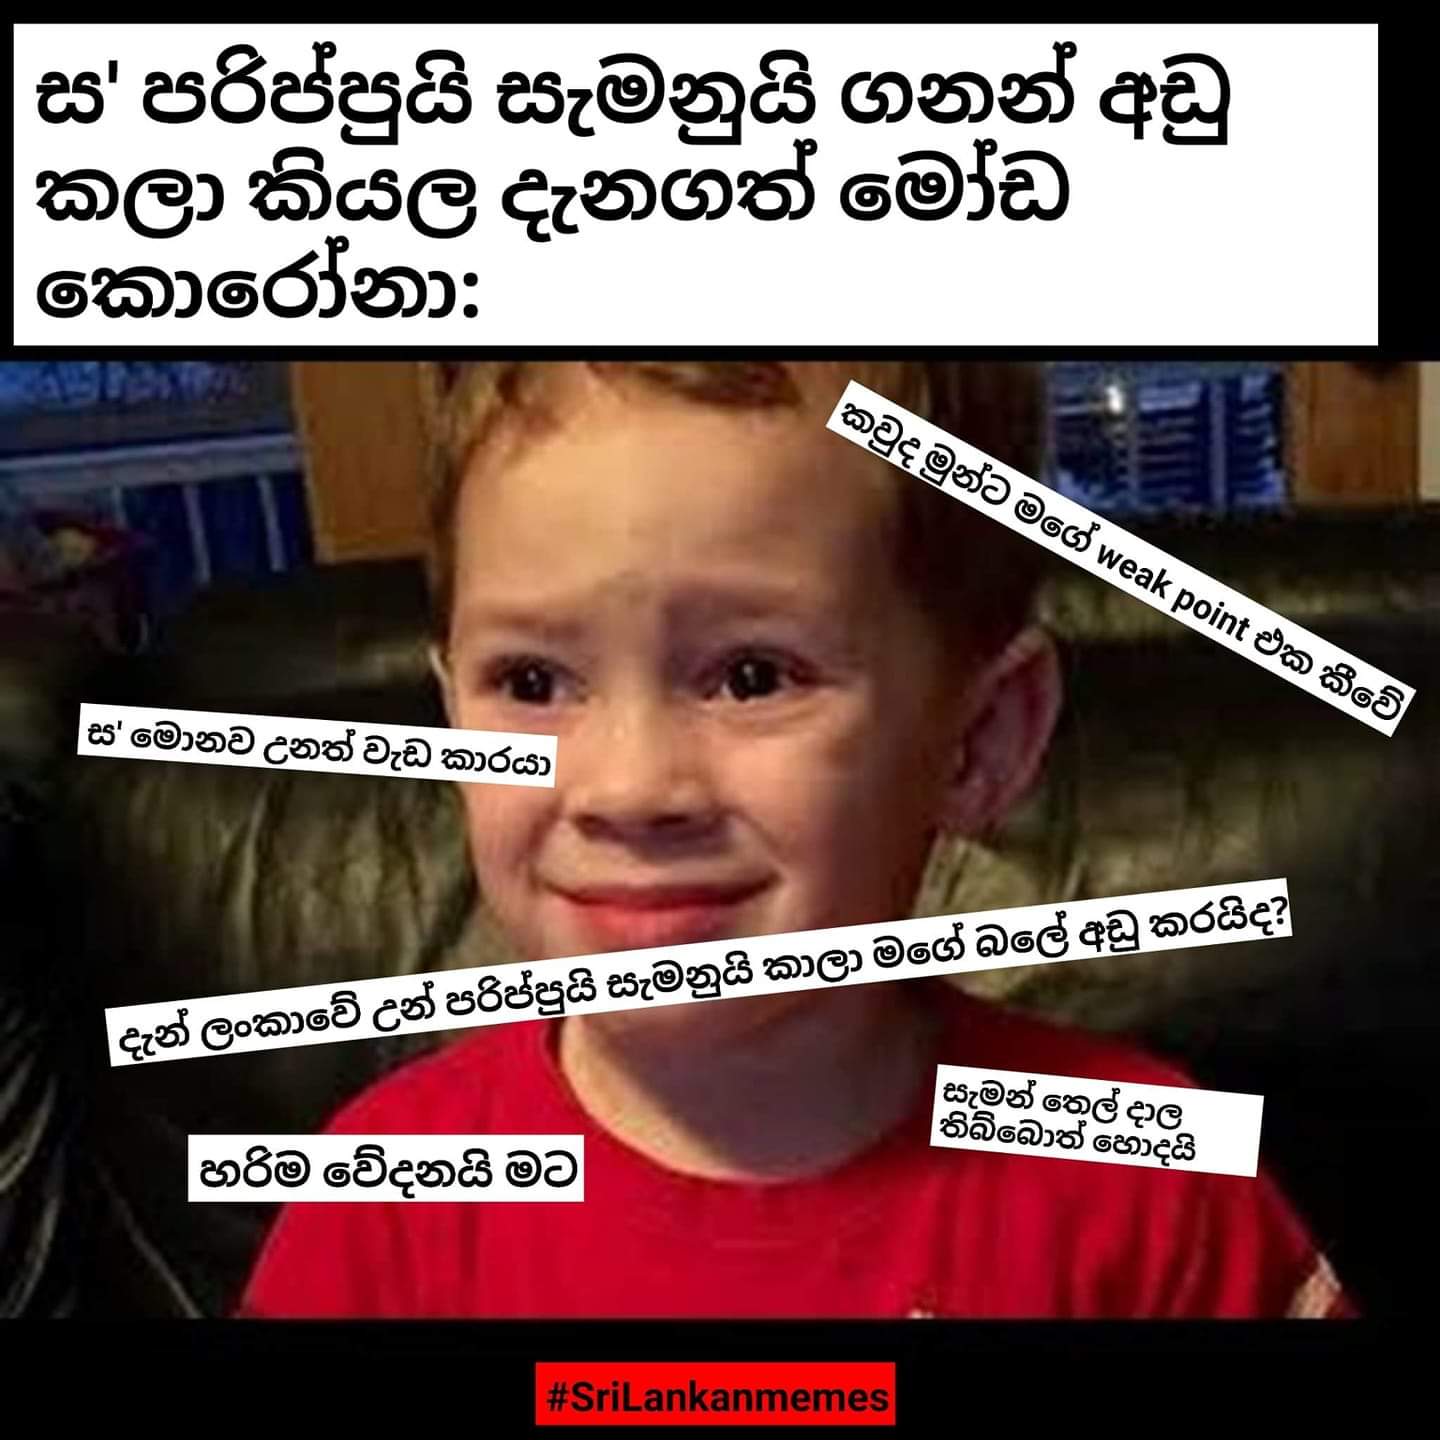 ස' පරිප්පුයි සැමනුයි ගනන් අඩු
කලා කියල දැනගත් මෝඩ
කොරෝනා:
කවුද මුන්ට මගේ weak point එක කීවේ
ස' මොනව උනත් වැඩ කාරයා
දැන් ලංකාවේ උන් පරිප්පුයි සැමනුයි කාලා මගේ බලේ අඩු කරයිද?
සැමන් තෙල් දාල
තිබ්බොත් හොදයි
හරිම වේදනයි මට
#SriLankanmemes